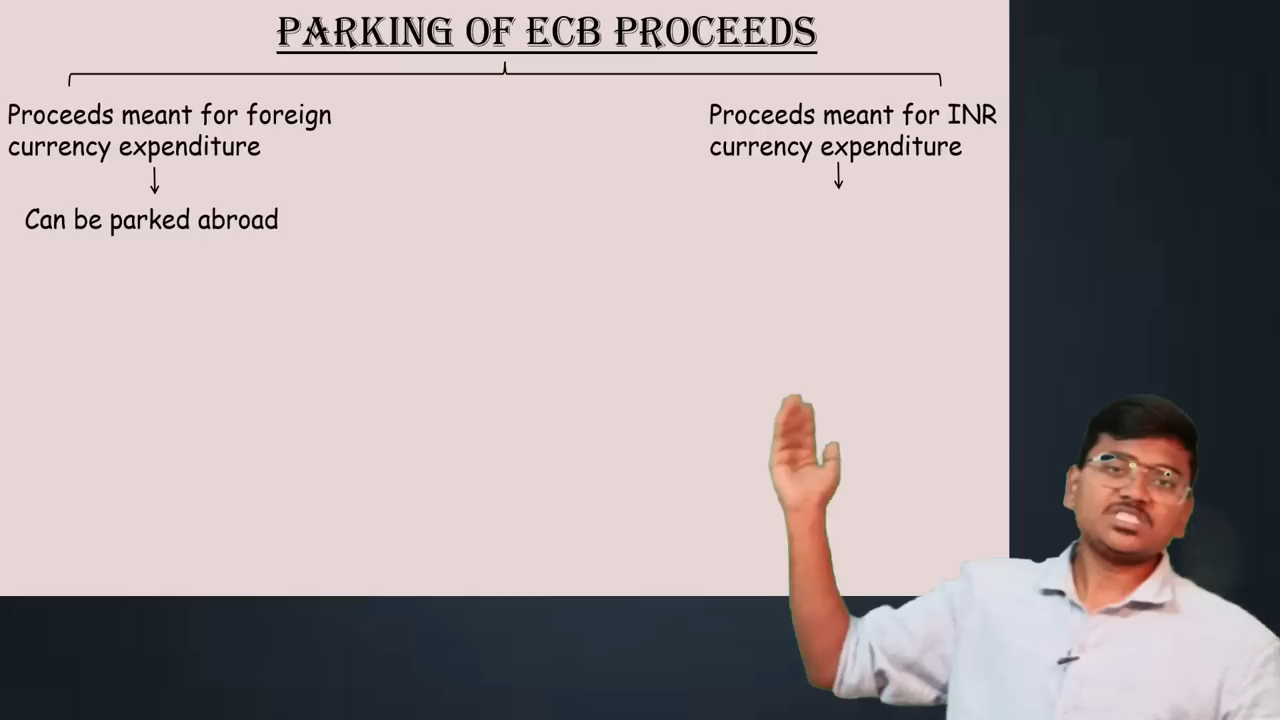 PARKING OF ECB PROCEEDS
Proceeds meant for foreign
currency expenditure
Can be parked abroad
Proceeds meant for INR
currency expenditure